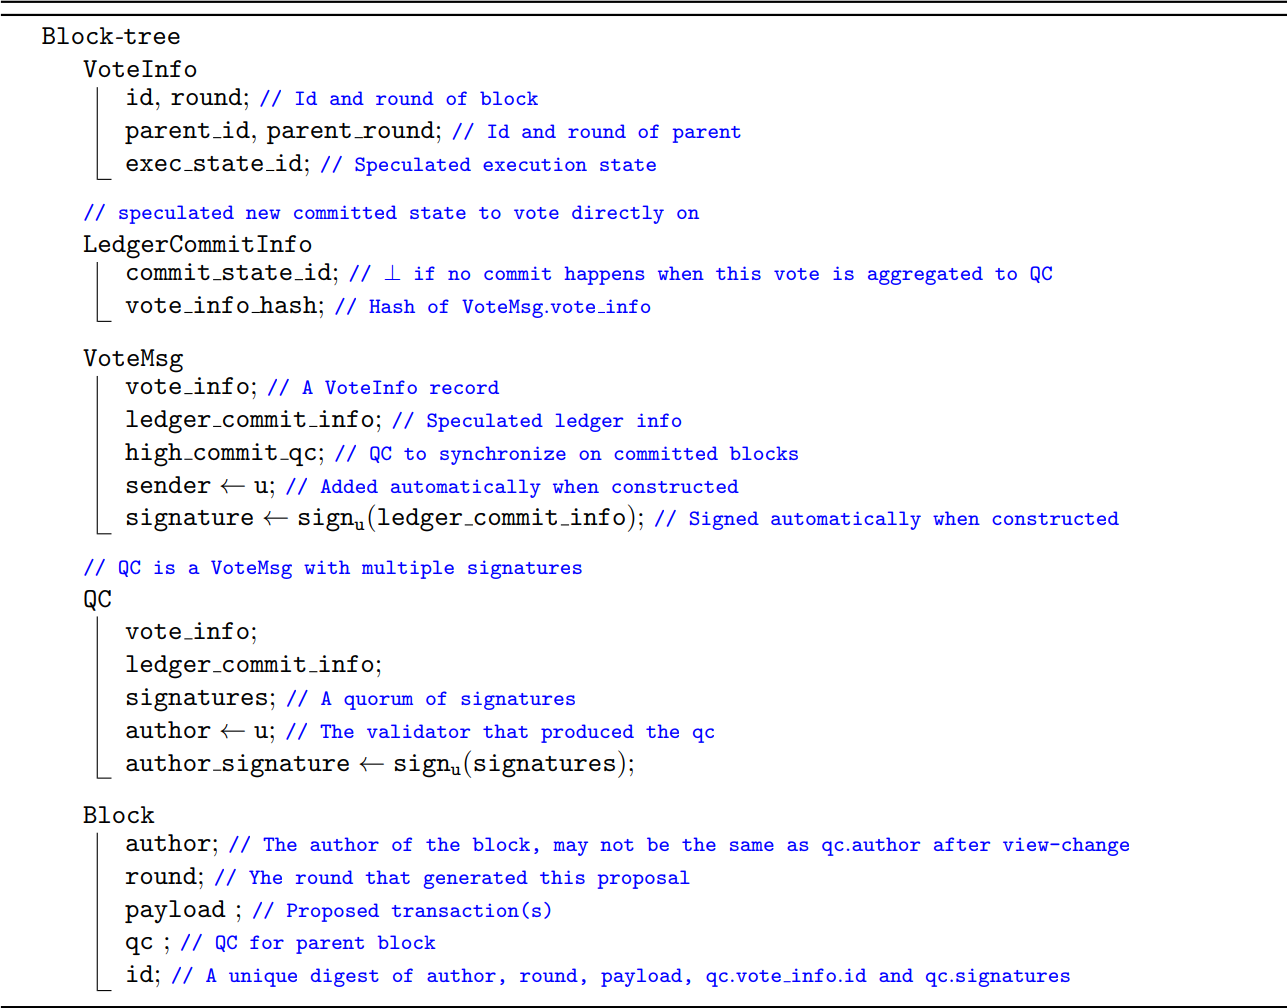 Block-tree
VoteInfo
id, round; // Id and round of block
parent_id, parent_round; // Id and round of parent
exec_state_id; // Speculated execution state
// speculated new committed state to vote directly on
LedgerCommitInfo
commit_state_id; // ⊥ if no commit happens when this vote is aggregated to QC
vote_info_hash; // Hash of VoteMsg.vote_info
VoteMsg
vote_info; // A VoteInfo record
ledger_commit_info; // Speculated ledger info
high_commit_qc; // QC to synchronize on committed blocks
sender ← u; // Added automatically when constructed
signature ← sign_u(ledger_commit_info); // Signed automatically when constructed
// QC is a VoteMsg with multiple signatures
QC
vote_info;
ledger_commit_info;
signatures; // A quorum of signatures
author ← u; // The validator that produced the qc
author_signature ← sign_u(signatures);
Block
author; // The author of the block, may not be the same as qc.author after view-change
round; // Yhe round that generated this proposal
payload ; // Proposed transaction(s)
qc ; // QC for parent block
id; // A unique digest of author, round, payload, qc.vote_info.id and qc.signatures